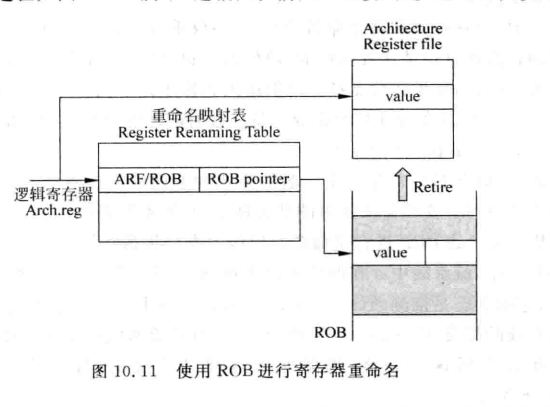 Architecture
Register file
value
重命名映射表
Register Renaming Table
ARF/ROB
ROB pointer
逻辑寄存器
Arch.reg
Retire
value
ROB
图 10.11 使用 ROB 进行寄存器重命名